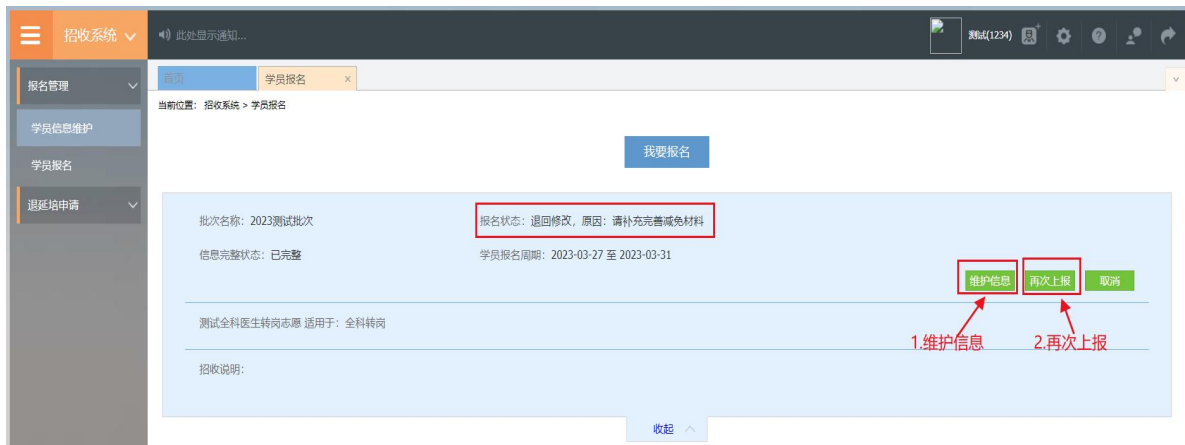 招收系统
此处显示通知...
测试(1234)
报名管理
首页
学员报名 ×
当前位置: 招收系统 > 学员报名
学员信息维护
学员报名
退延培申请
我要报名
批次名称: 2023测试批次
报名状态: 退回修改, 原因: 请补充完善减免材料
信息完整状态: 已完整
学员报名周期: 2023-03-27 至 2023-03-31
维护信息 再次上报 取消
测试全科医生转岗志愿 适用于: 全科转岗
1.维护信息 2.再次上报
招收说明:
收起